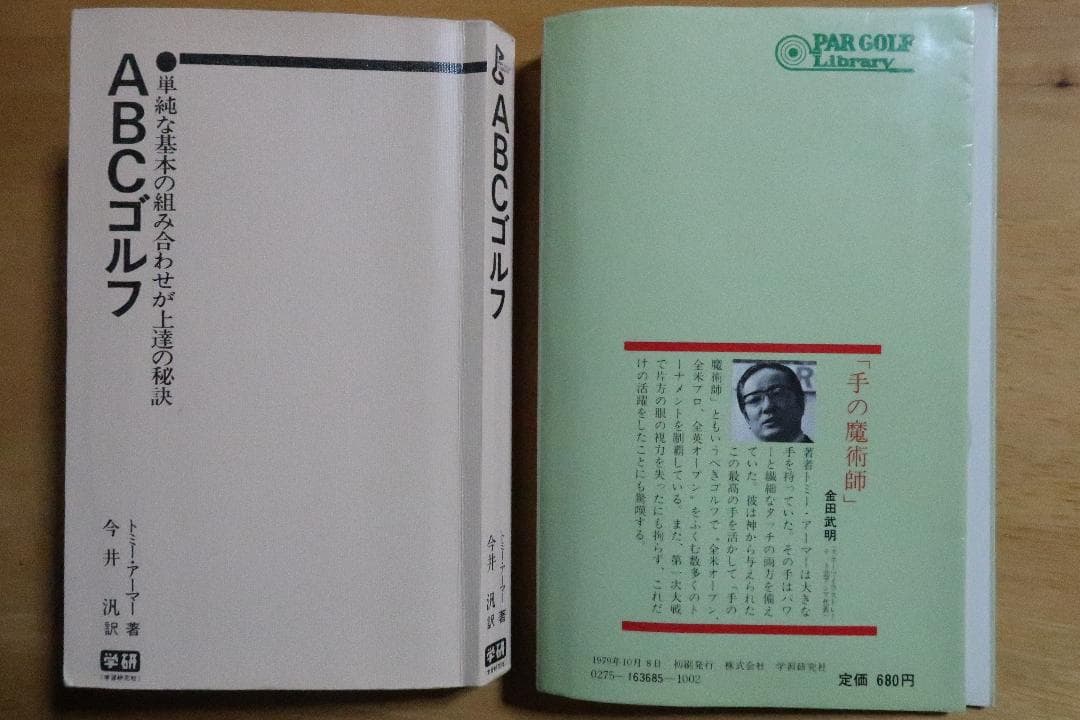 ●単純な基本の組み合わせが上達の秘訣
ABCゴルフ
トミー・アーマー 著
今井 汎 訳
学研
(学習研究社)
ABCゴルフ
トミー・アーマー 著
今井 汎 訳
学研
(学習研究社)
PAR GOLF
Library
「手の魔術師」
金田武明
著者トミー・アーマーは大きな
手を持っていた。その手はパワ
ーと繊細なタッチの両方を備え
ていた。彼は神から与えられた
この最高の手を活かして「手の
魔術師」ともいうべきゴルフで〝全米オープン、
全米プロ、全英オープン〟をふくむ数多くのト
ーナメントを制覇している。また、第一次大戦
で片方の眼の視力を失ったにも拘らず、これだ
けの活躍をしたことにも驚嘆する。
1979年10月8日 初刷発行 株式会社 学習研究社
0275—163685—1002
定価 680円